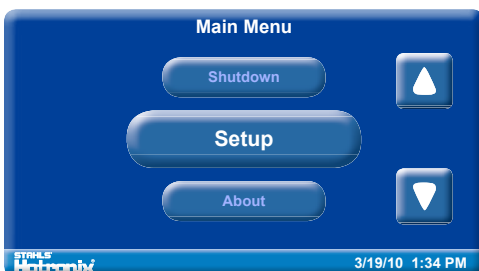 Main Menu
Shutdown
Setup
About
STAHLS'
Hotronix
3/19/10 1:34 PM